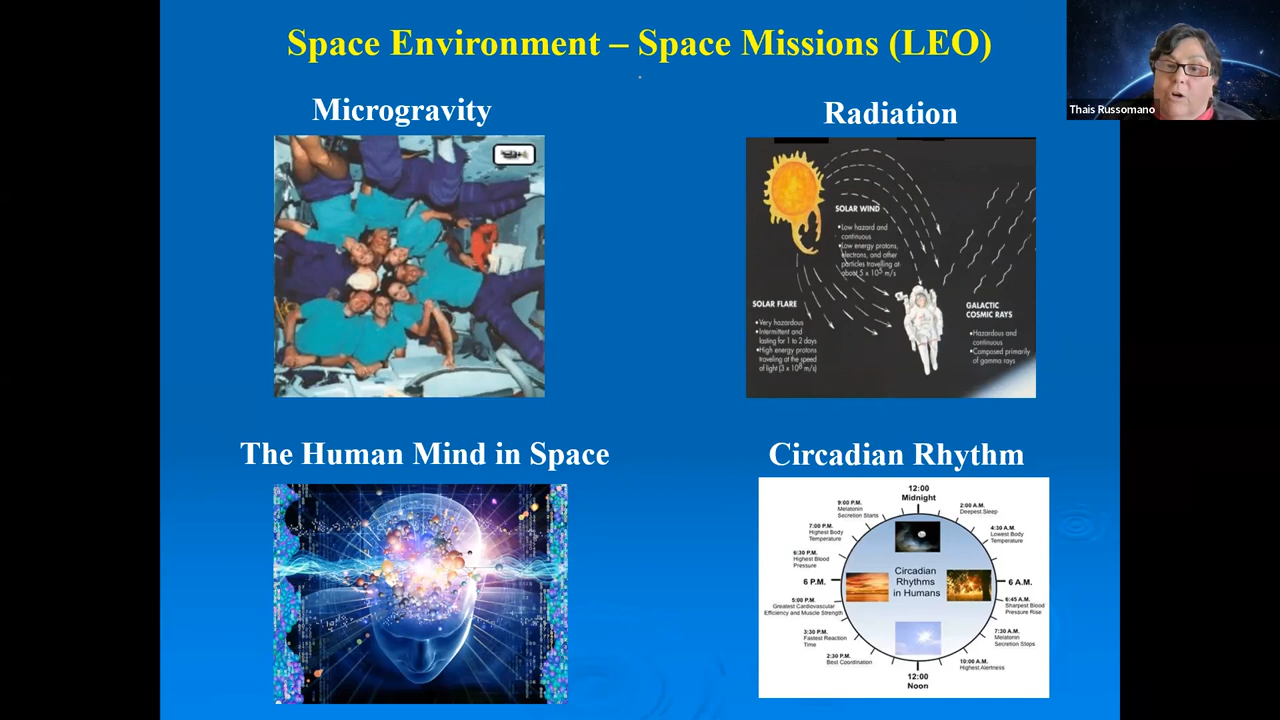 Space Environment – Space Missions (LEO)
Thais Russomano
Microgravity
Radiation
SOLAR WIND
•Low hazard and
continuous
•Low energy protons,
electrons, and other
particles travelling at
about 5 x 10⁵ m/s
SOLAR FLARE
•Very hazardous
•Intermittent and
lasting for 1 to 2 days
•High energy protons
traveling at the speed
of light (3 x 10⁸ m/s)
GALACTIC
COSMIC RAYS
•Hazardous and
continuous
•Composed primarily
of gamma rays
The Human Mind in Space
Circadian Rhythm
12:00
Midnight
9:00 P.M.
Melatonin
Secretion Starts
2:00 A.M.
Deepest Sleep
7:00 P.M.
Highest Body
Temperature
4:30 A.M.
Lowest Body
Temperature
6:30 P.M.
Highest Blood
Pressure
Circadian
Rhythms
in Humans
6 P.M.
6 A.M.
5:00 P.M.
Greatest Cardiovascular
Efficiency and Muscle Strength
6:45 A.M.
Sharpest Blood
Pressure Rise
3:30 P.M.
Fastest Reaction
Time
7:30 A.M.
Melatonin
Secretion Stops
2:30 P.M.
Best Coordination
10:00 A.M.
Highest Alertness
12:00
Noon